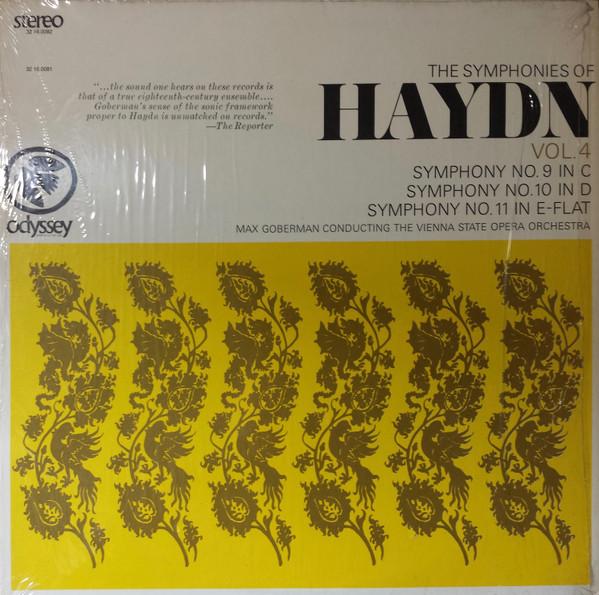 stereo
32 16 0082
32 16 0081
THE SYMPHONIES OF
HAYDN
VOL. 4
SYMPHONY NO. 9 IN C
SYMPHONY NO. 10 IN D
SYMPHONY NO. 11 IN E-FLAT
MAX GOBERMAN CONDUCTING THE VIENNA STATE OPERA ORCHESTRA
“...the sound one hears on these records is
that of a true eighteenth-century ensemble....
Goberman's sense of the sonic framework
proper to Haydn is unmatched on records.”
—The Reporter
Odyssey